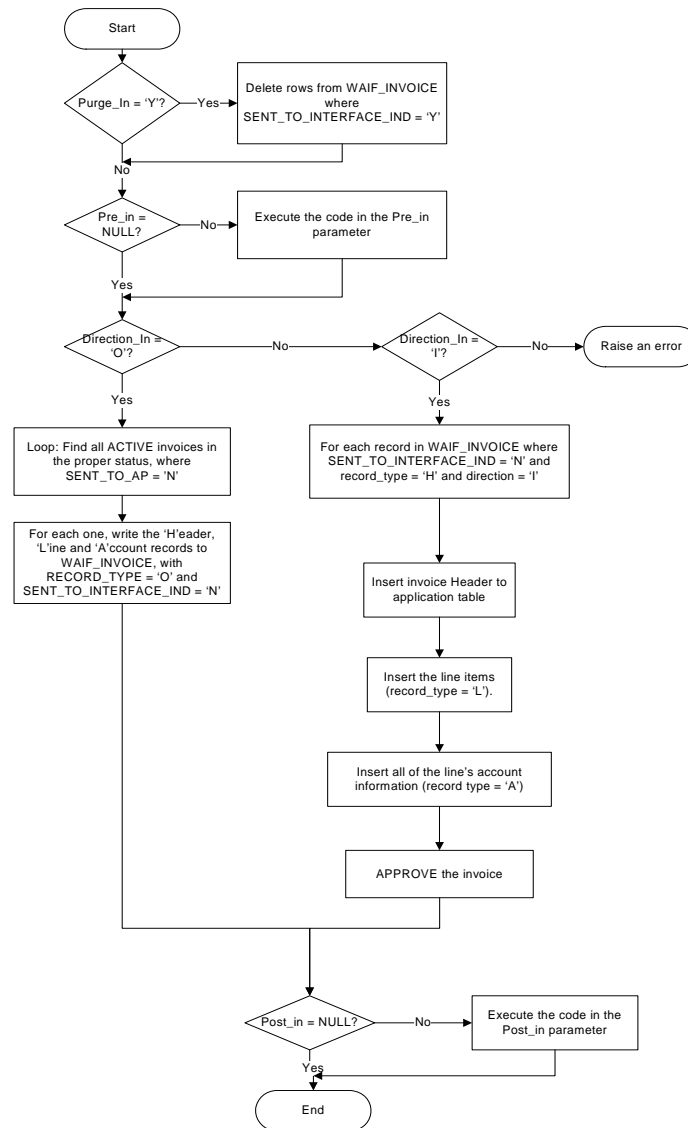 Start
Purge_In = ‘Y’?
Yes
Delete rows from WAIF_INVOICE
where
SENT_TO_INTERFACE_IND = ‘Y’
No
Pre_in =
NULL?
No
Execute the code in the Pre_in
parameter
Yes
Direction_In =
‘O’?
No
Direction_In =
‘I’?
No
Raise an error
Yes
Yes
Loop: Find all ACTIVE invoices in
the proper status, where
SENT_TO_AP = ’N’
For each record in WAIF_INVOICE where
SENT_TO_INTERFACE_IND = ‘N’ and
record_type = ‘H’ and direction = ‘I’
For each one, write the ‘H’eader,
‘L’ine and ‘A’ccount records to
WAIF_INVOICE, with
RECORD_TYPE = ‘O’ and
SENT_TO_INTERFACE_IND = ‘N’
Insert invoice Header to
application table
Insert the line items
(record_type = ‘L’).
Insert all of the line’s account
information (record type = ‘A’)
APPROVE the invoice
Post_in = NULL?
No
Execute the code in the
Post_in parameter
Yes
End